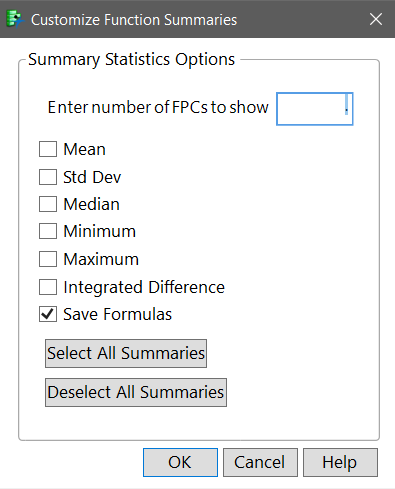 Customize Function Summaries
Summary Statistics Options
Enter number of FPCs to show .
Mean
Std Dev
Median
Minimum
Maximum
Integrated Difference
Save Formulas
Select All Summaries
Deselect All Summaries
OK Cancel Help